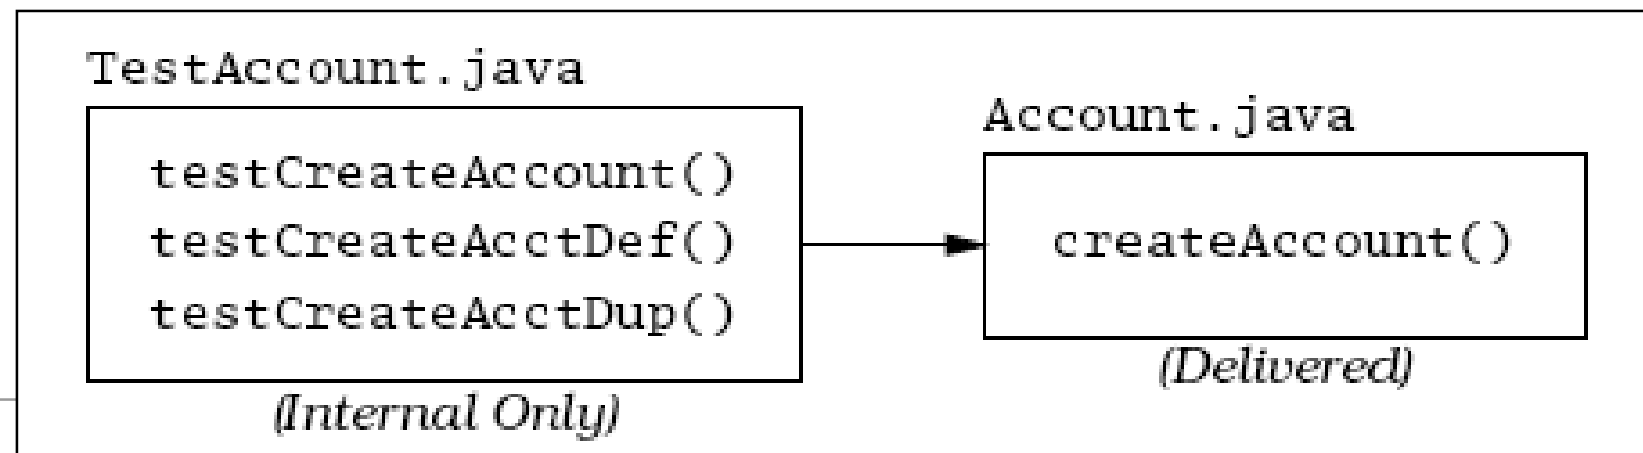 TestAccount.java
testCreateAccount()
testCreateAcctDef()
testCreateAcctDup()
(Internal Only)
Account.java
createAccount()
(Delivered)